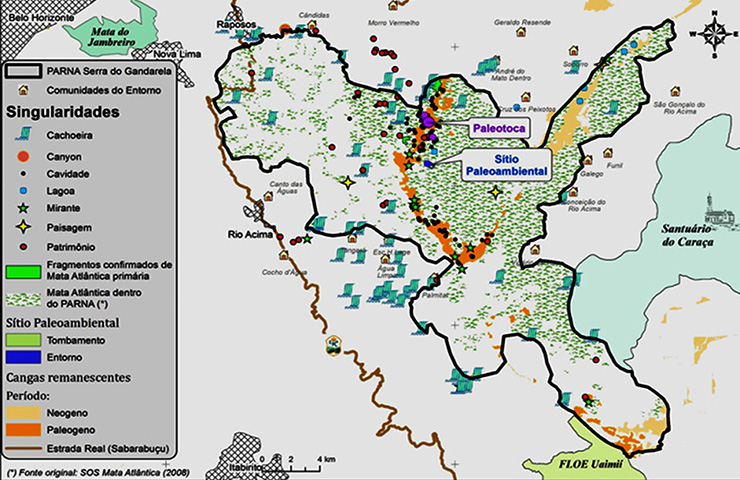 Belo Horizonte
Mata do
Jambreiro
Raposos
Nova Lima
Cândidas
Morro Vermelho
Geraldo Resende
N
W
E
S
PARNA Serra do Gandarela
Comunidades do Entorno
Singularidades
Cachoeira
Canyon
Cavidade
Lagoa
Mirante
Paisagem
Patrimônio
Fragmentos confirmados de
Mata Atlântica primária
Mata Atlântica dentro
do PARNA (*)
Sítio Paleoambiental
Tombamento
Entorno
Cangas remanescentes
Período:
Neogeno
Paleogeno
Estrada Real (Sabarabuçu)
(*) Fonte original: SOS Mata Atlântica (2008)
André do
Mato Dentro
Socorro
Cruz dos Peixotos
São Gonçalo do
Rio Acima
Paleotoca
Sítio
Paleoambiental
Galego
Funil
Conceição do
Rio Acima
Canto das
Águas
Rio Acima
Cocho d'Água
Água
Limpa
Palmital
Santuário
do Caraça
Itabirito
0 2 4 km
FLOE Uaimii